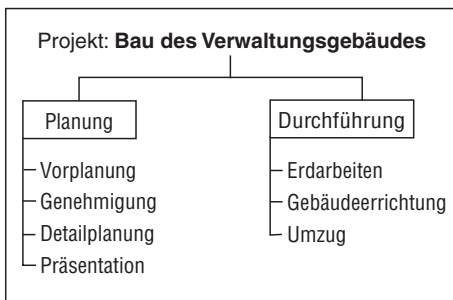 Projekt: Bau des Verwaltungsgebäudes
Planung
Vorplanung
Genehmigung
Detailplanung
Präsentation
Durchführung
Erdarbeiten
Gebäudeerrichtung
Umzug